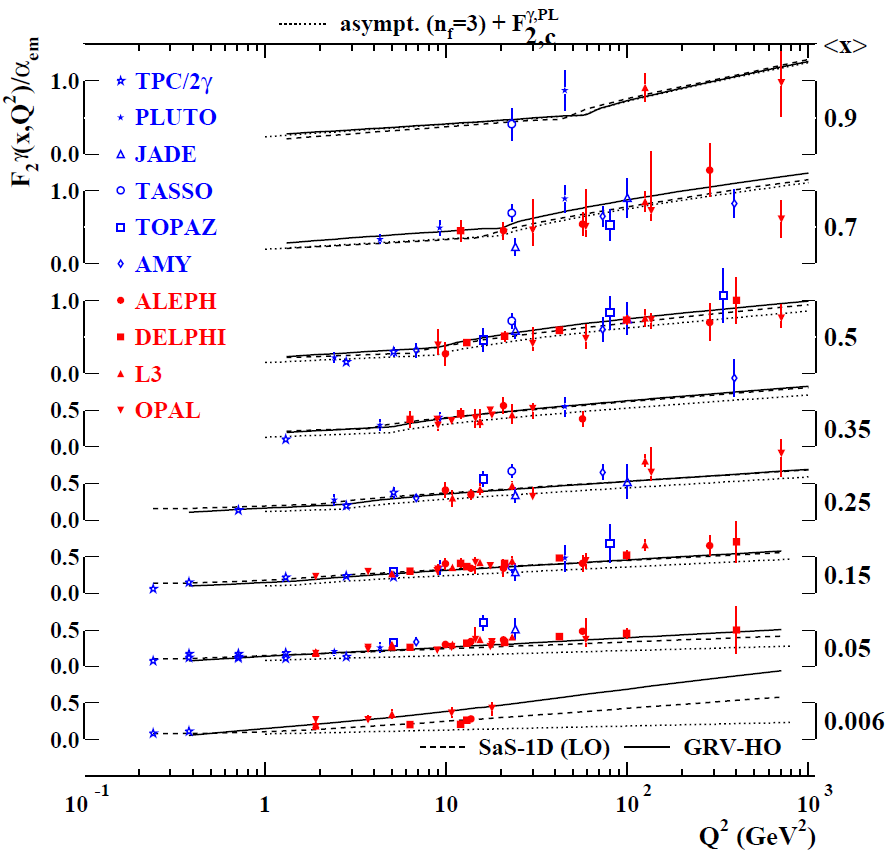 asympt. (nf=3) + F2,cγ,PL
F2γ(x,Q2)/αem
<x>
1.0
0.0
0.9
1.0
0.0
0.7
1.0
0.0
0.5
0.5
0.0
0.35
0.5
0.0
0.25
0.5
0.0
0.15
0.5
0.0
0.05
0.5
0.0
0.006
TPC/2γ
PLUTO
JADE
TASSO
TOPAZ
AMY
ALEPH
DELPHI
L3
OPAL
SaS-1D (LO)
GRV-HO
10-1
1
10
102
103
Q2 (GeV2)